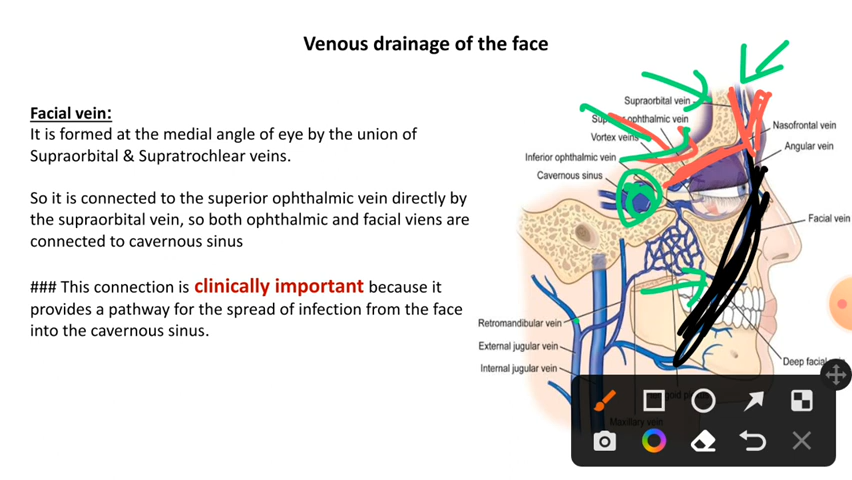 Venous drainage of the face
Facial vein:
It is formed at the medial angle of eye by the union of
Supraorbital & Supratrochlear veins.
So it is connected to the superior ophthalmic vein directly by
the supraorbital vein, so both ophthalmic and facial viens are
connected to cavernous sinus
### This connection is clinically important because it
provides a pathway for the spread of infection from the face
into the cavernous sinus.
Supraorbital vein
ophthalmic vein
Vortex veins
Inferior ophthalmic vein
Cavernous sinus
Nasofrontal vein
Angular vein
Facial vein
Retromandibular vein
External jugular vein
Internal jugular vein
Deep facial
Maxillary vein